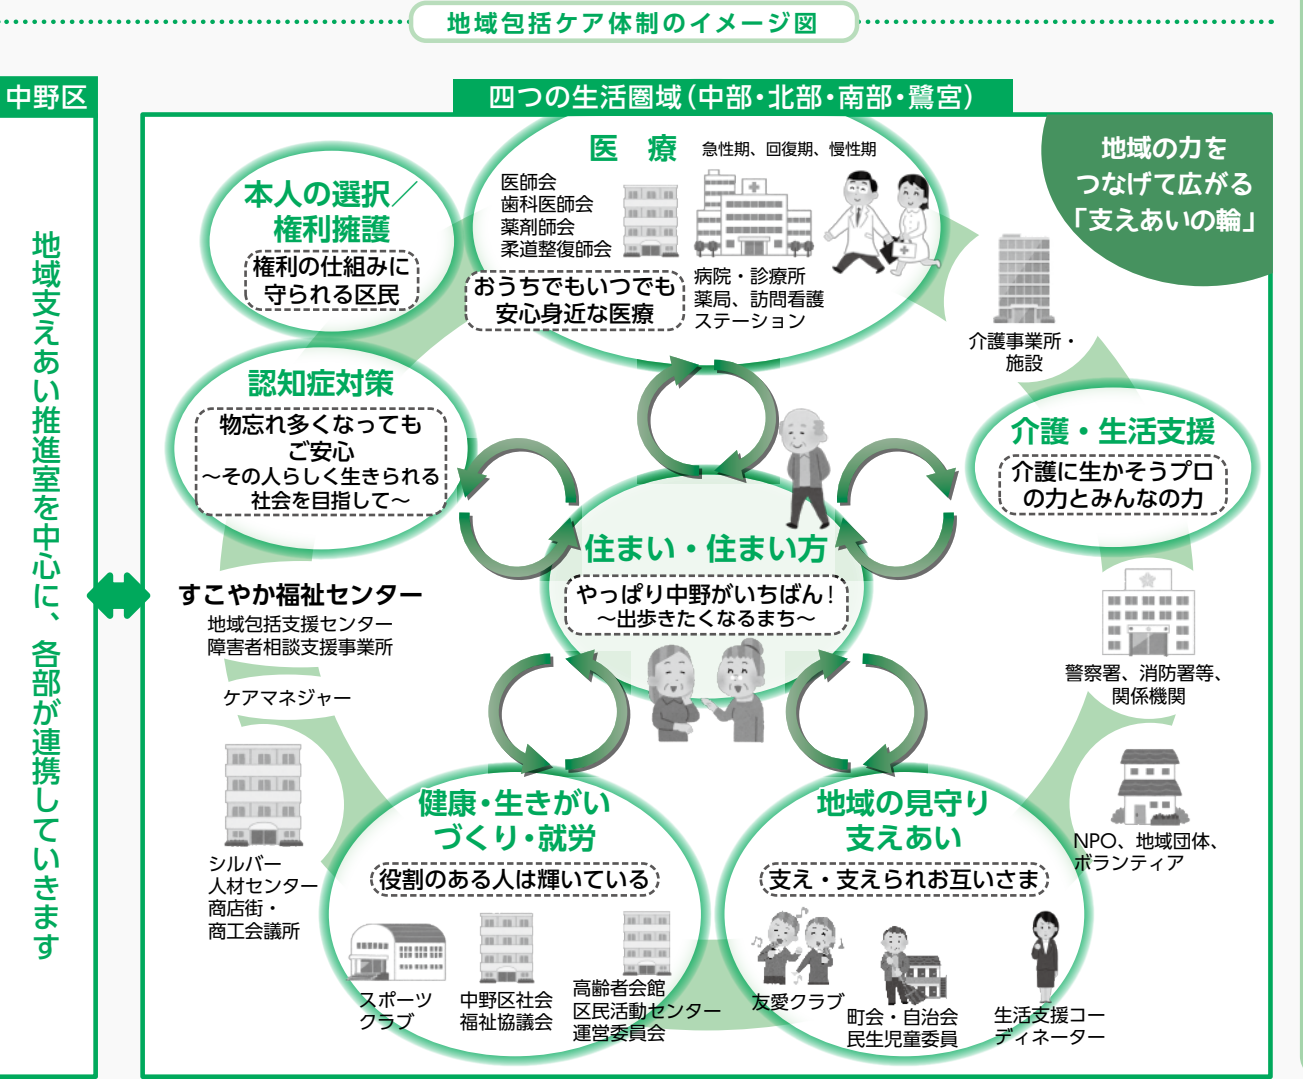 地域包括ケア体制のイメージ図
中野区
地域支えあい推進室を中心に、各部が連携していきます
四つの生活圏域（中部・北部・南部・鷺宮）
地域の力を
つなげて広がる
「支えあいの輪」
医　療
急性期、回復期、慢性期
医師会
歯科医師会
薬剤師会
柔道整復師会
おうちでもいつでも
安心身近な医療
病院・診療所
薬局、訪問看護
ステーション
本人の選択／
権利擁護
権利の仕組みに
守られる区民
介護事業所・
施設
認知症対策
物忘れ多くなっても
ご安心
～その人らしく生きられる
社会を目指して～
介護・生活支援
介護に生かそうプロ
の力とみんなの力
住まい・住まい方
やっぱり中野がいちばん！
～出歩きたくなるまち～
すこやか福祉センター
地域包括支援センター
障害者相談支援事業所
ケアマネジャー
警察署、消防署等、
関係機関
シルバー
人材センター
商店街・
商工会議所
NPO、地域団体、
ボランティア
健康・生きがい
づくり・就労
役割のある人は輝いている
スポーツ
クラブ
中野区社会
福祉協議会
高齢者会館
区民活動センター
運営委員会
地域の見守り
支えあい
支え・支えられお互いさま
友愛クラブ
町会・自治会
民生児童委員
生活支援コー
ディネーター